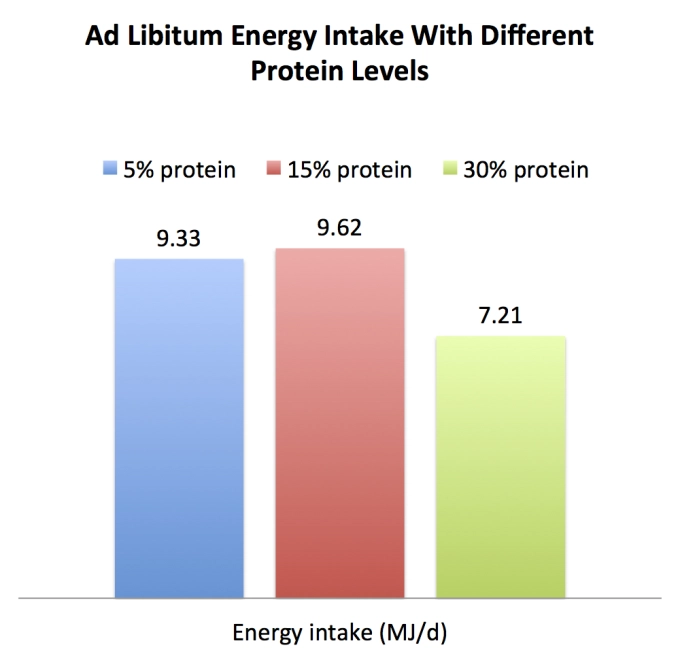 Ad Libitum Energy Intake With Different
Protein Levels
5% protein 15% protein 30% protein
9.33 9.62 7.21
Energy intake (MJ/d)